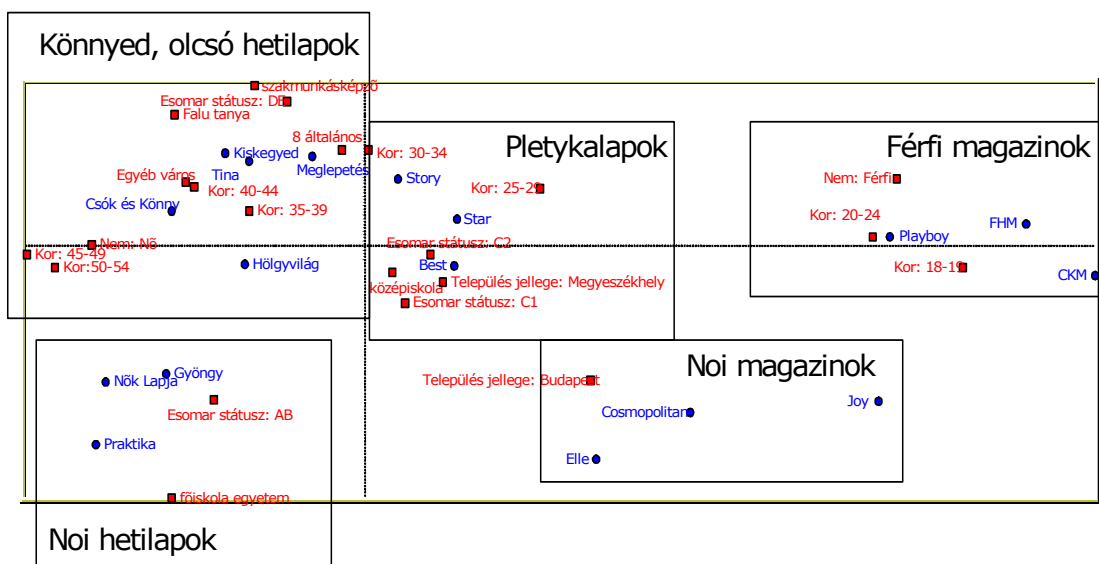 Könnyed, olcsó hetilapok
szakmunkásképzõ
Esomar státusz: DE
Falu tanya
8 általános
Kor: 30-34
Kiskegyed
Tina
Meglepetés
Egyéb város
Kor: 40-44
Csók és Könny
Kor: 35-39
Nem: Nõ
Kor: 45-49
Kor:50-54
Hölgyvilág
Pletykalapok
Story
Kor: 25-29
Star
Esomar státusz: C2
Best
középiskola
Település jellege: Megyeszékhely
Esomar státusz: C1
Férfi magazinok
Nem: Férfi
Kor: 20-24
FHM
Playboy
Kor: 18-19
CKM
Gyöngy
Nõk Lapja
Esomar státusz: AB
Praktika
fõiskola egyetem
Noi hetilapok
Noi magazinok
Település jellege: Budapest
Cosmopolitan
Joy
Elle